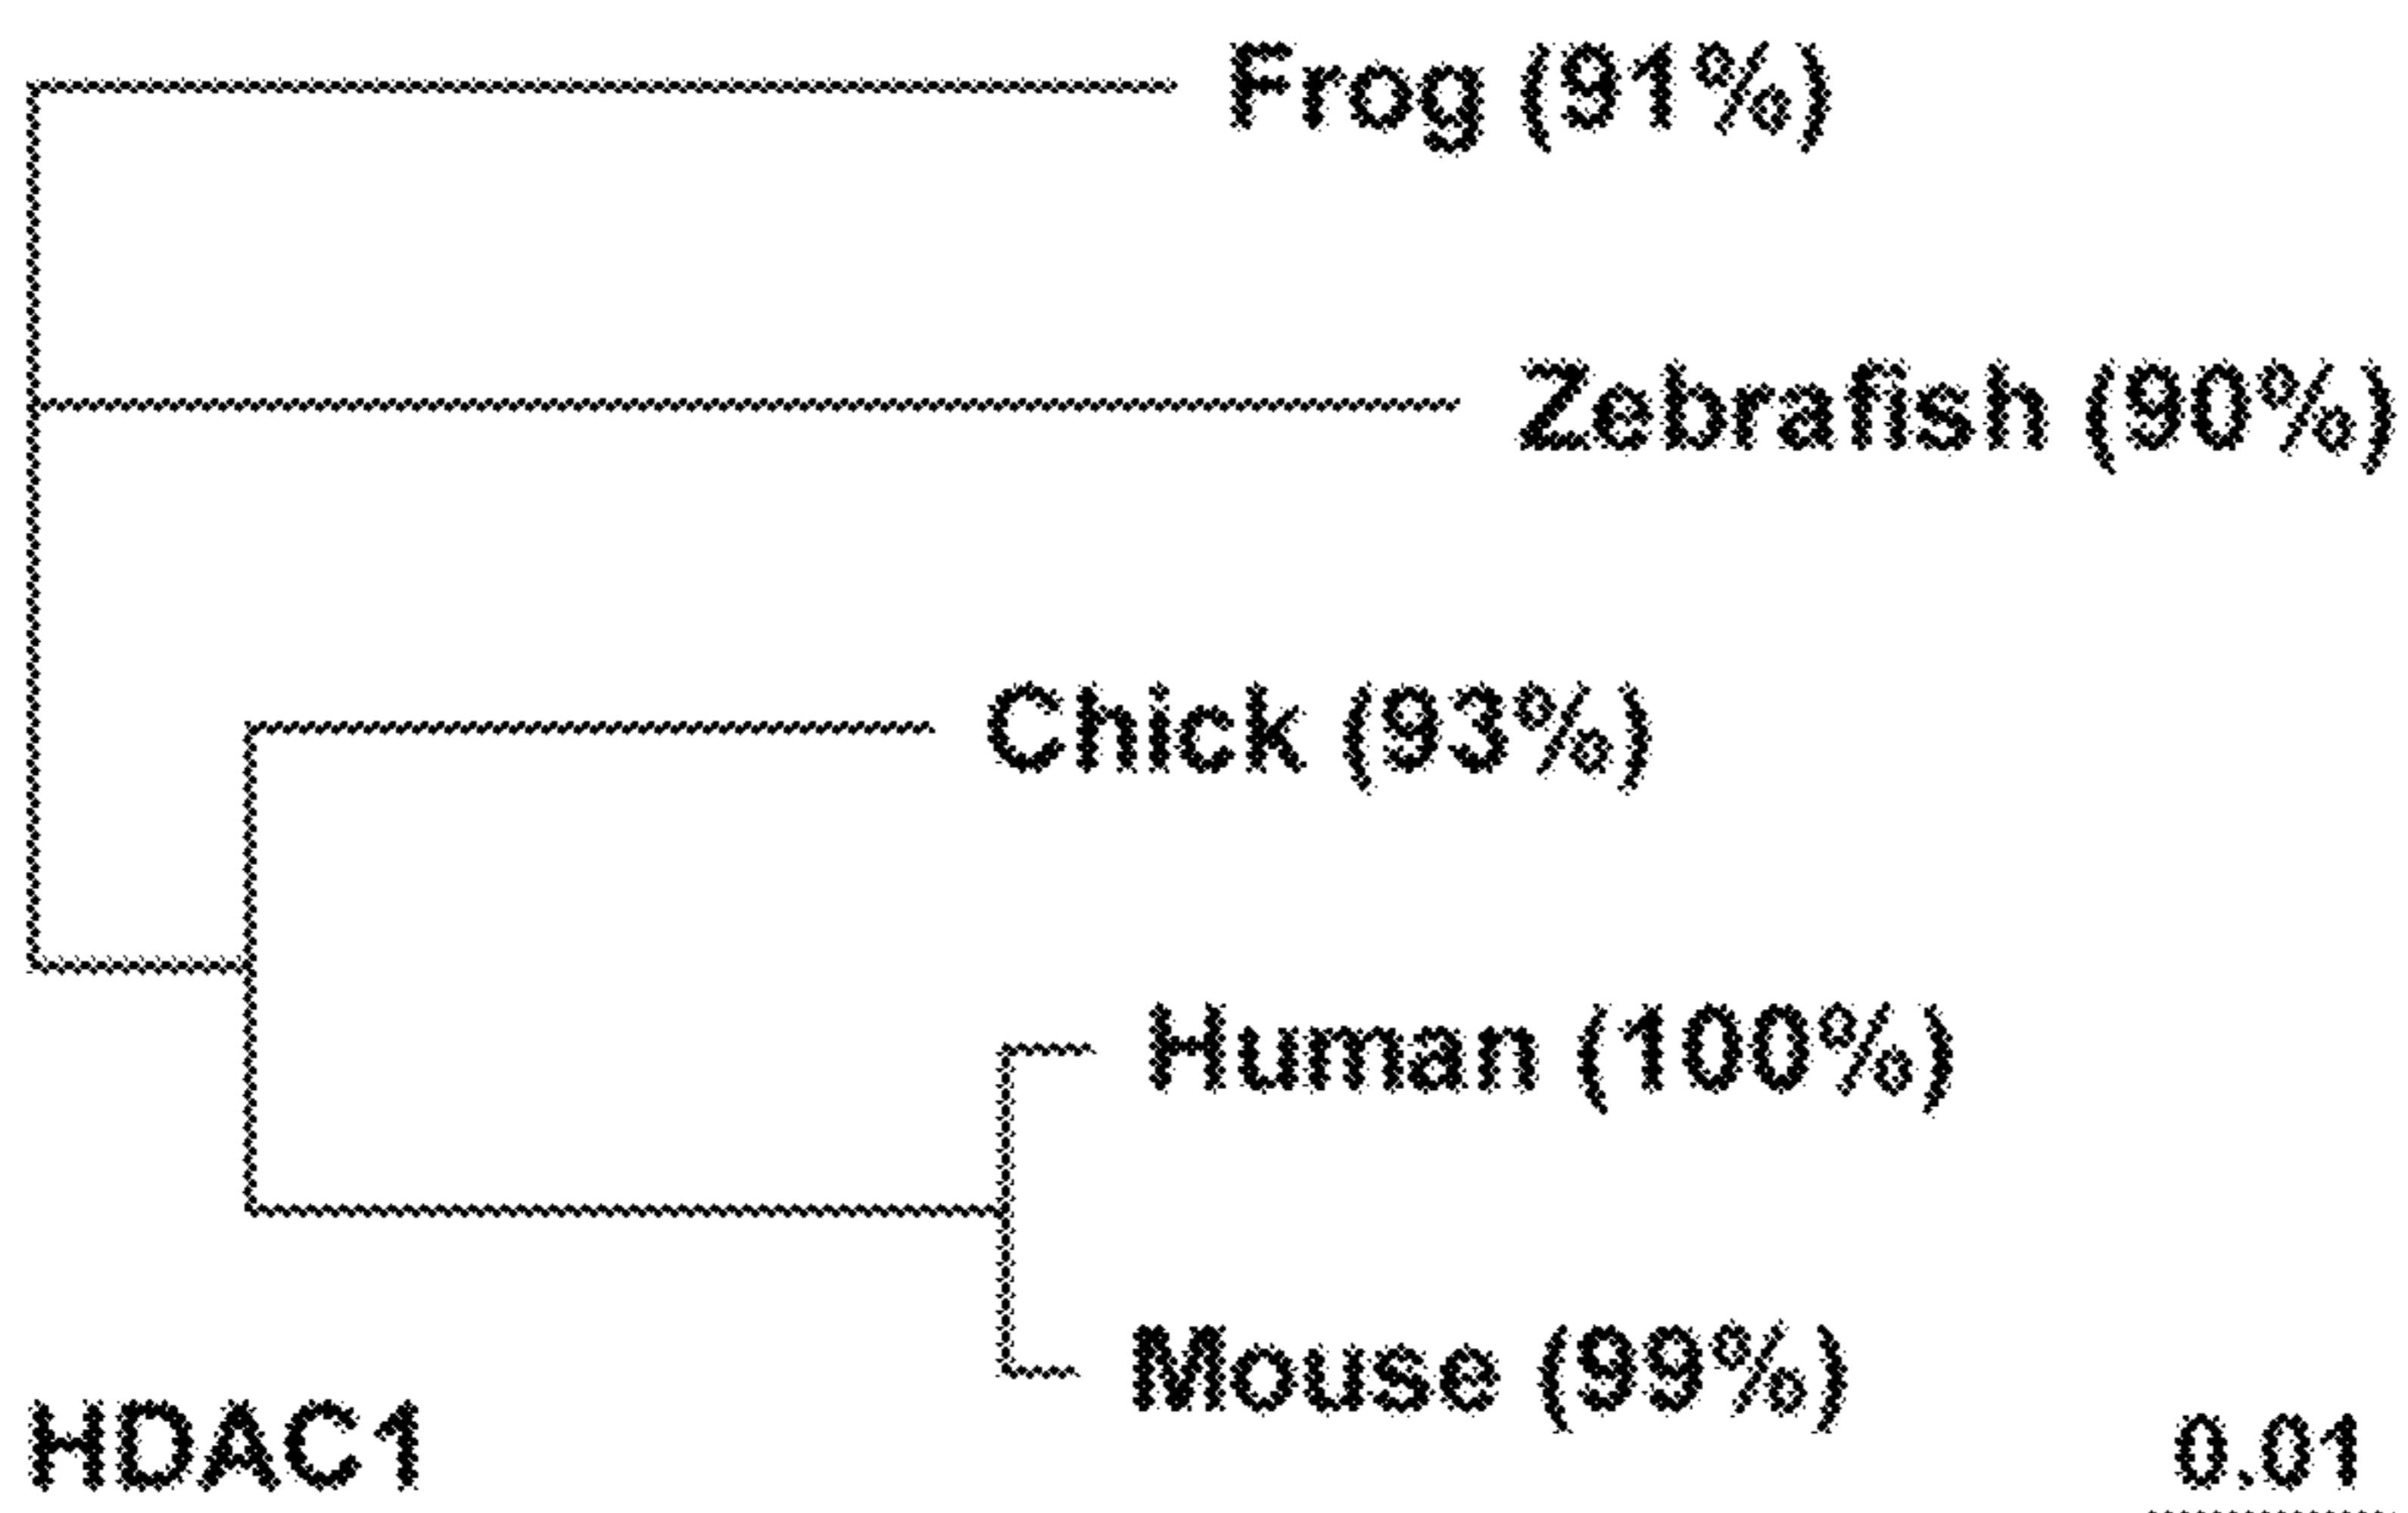 Frog (91%)
Zebrafish (90%)
Chick (93%)
Human (100%)
Mouse (99%)
HDAC1
0.01